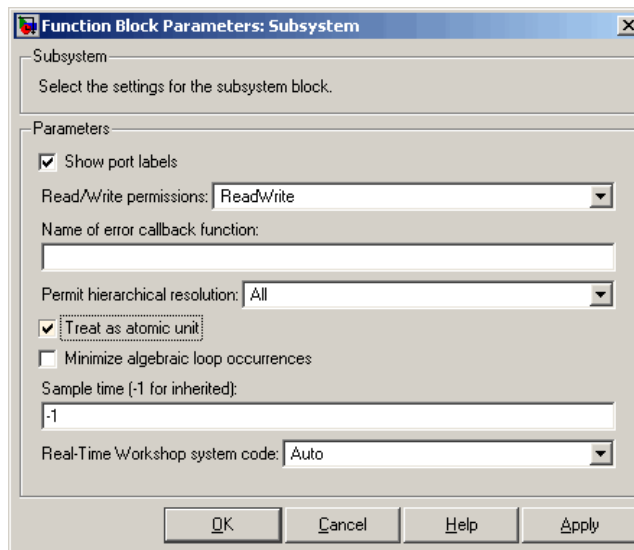 Function Block Parameters: Subsystem
Subsystem
Select the settings for the subsystem block.
Parameters
Show port labels
Read/Write permissions: ReadWrite
Name of error callback function:
Permit hierarchical resolution: All
Treat as atomic unit
Minimize algebraic loop occurrences
Sample time (-1 for inherited):
-1
Real-Time Workshop system code: Auto
OK Cancel Help Apply